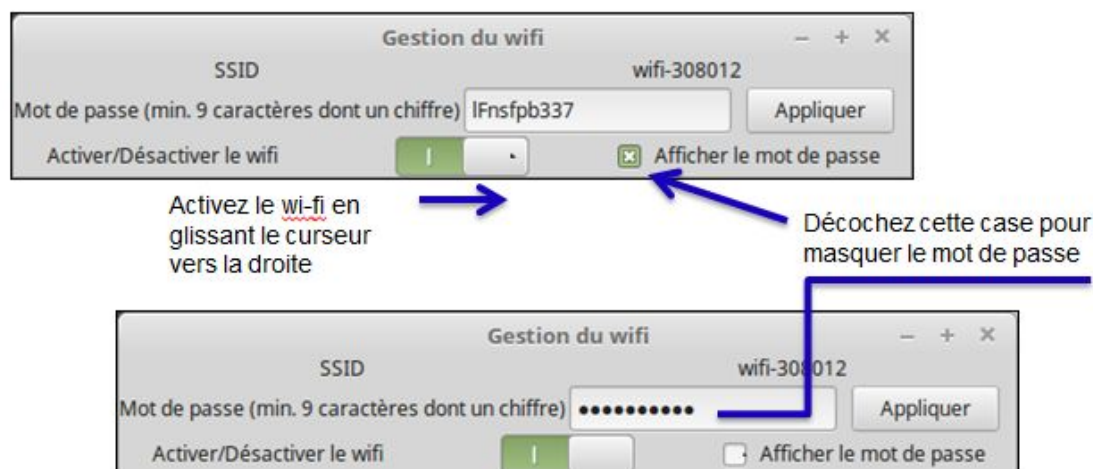 Gestion du wifi
SSID wifi-308012
Mot de passe (min. 9 caractères dont un chiffre) lFnsfpb337 Appliquer
Activer/Désactiver le wifi Afficher le mot de passe
Activez le wi-fi en
glissant le curseur
vers la droite
Décochez cette case pour
masquer le mot de passe
Gestion du wifi
SSID wifi-308012
Mot de passe (min. 9 caractères dont un chiffre) •••••••••• Appliquer
Activer/Désactiver le wifi Afficher le mot de passe